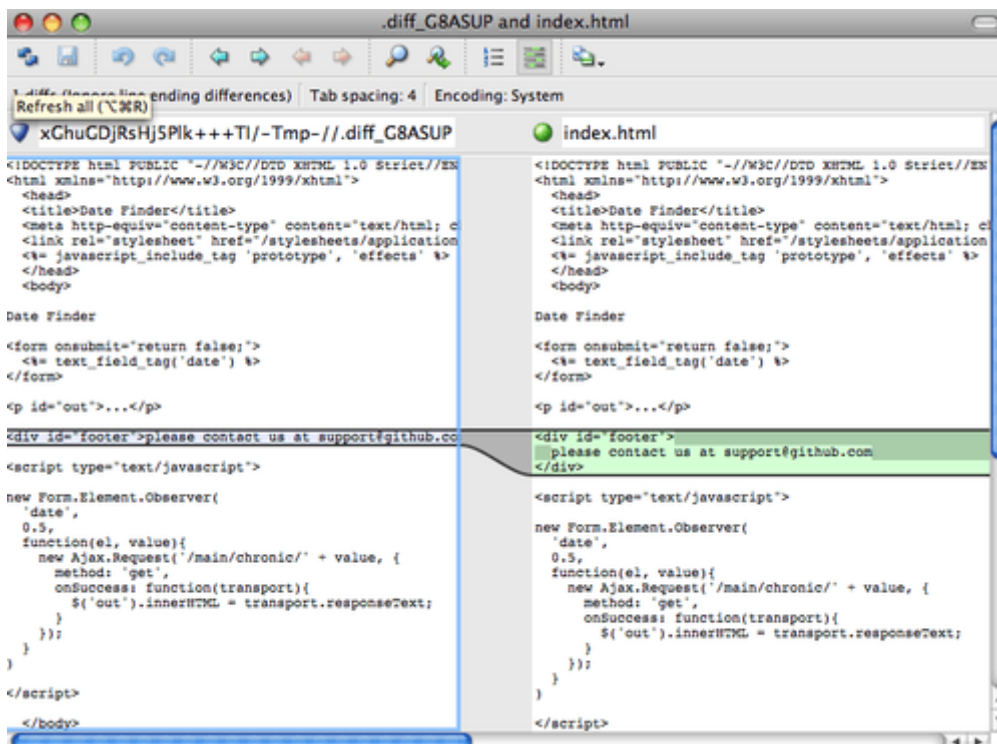 .diff_G8ASUP and index.html
ending differences) Tab spacing: 4 Encoding: System
Refresh all (⌥⌘R)
xGhuGDjRsHj5Plk+++TI/-Tmp-//.diff_G8ASUP
<!DOCTYPE html PUBLIC "-//W3C//DTD XHTML 1.0 Strict//EN
<html xmlns="http://www.w3.org/1999/xhtml">
<head>
<title>Date Finder</title>
<meta http-equiv="content-type" content="text/html; c
<link rel="stylesheet" href="/stylesheets/application
<%= javascript_include_tag 'prototype', 'effects' %>
</head>
<body>
Date Finder
<form onsubmit="return false;">
<%= text_field_tag('date') %>
</form>
<p id="out">...</p>
<div id="footer">please contact us at support@github.co
<script type="text/javascript">
new Form.Element.Observer(
'date',
0.5,
function(el, value){
new Ajax.Request('/main/chronic/' + value, {
method: 'get',
onSuccess: function(transport){
$('out').innerHTML = transport.responseText;
}
});
}
)
</script>
</body>
index.html
<!DOCTYPE html PUBLIC "-//W3C//DTD XHTML 1.0 Strict//EN
<html xmlns="http://www.w3.org/1999/xhtml">
<head>
<title>Date Finder</title>
<meta http-equiv="content-type" content="text/html; c
<link rel="stylesheet" href="/stylesheets/application
<%= javascript_include_tag 'prototype', 'effects' %>
</head>
<body>
Date Finder
<form onsubmit="return false;">
<%= text_field_tag('date') %>
</form>
<p id="out">...</p>
<div id="footer">
please contact us at support@github.com
</div>
<script type="text/javascript">
new Form.Element.Observer(
'date',
0.5,
function(el, value){
new Ajax.Request('/main/chronic/' + value, {
method: 'get',
onSuccess: function(transport){
$('out').innerHTML = transport.responseText;
}
});
}
)
</script>